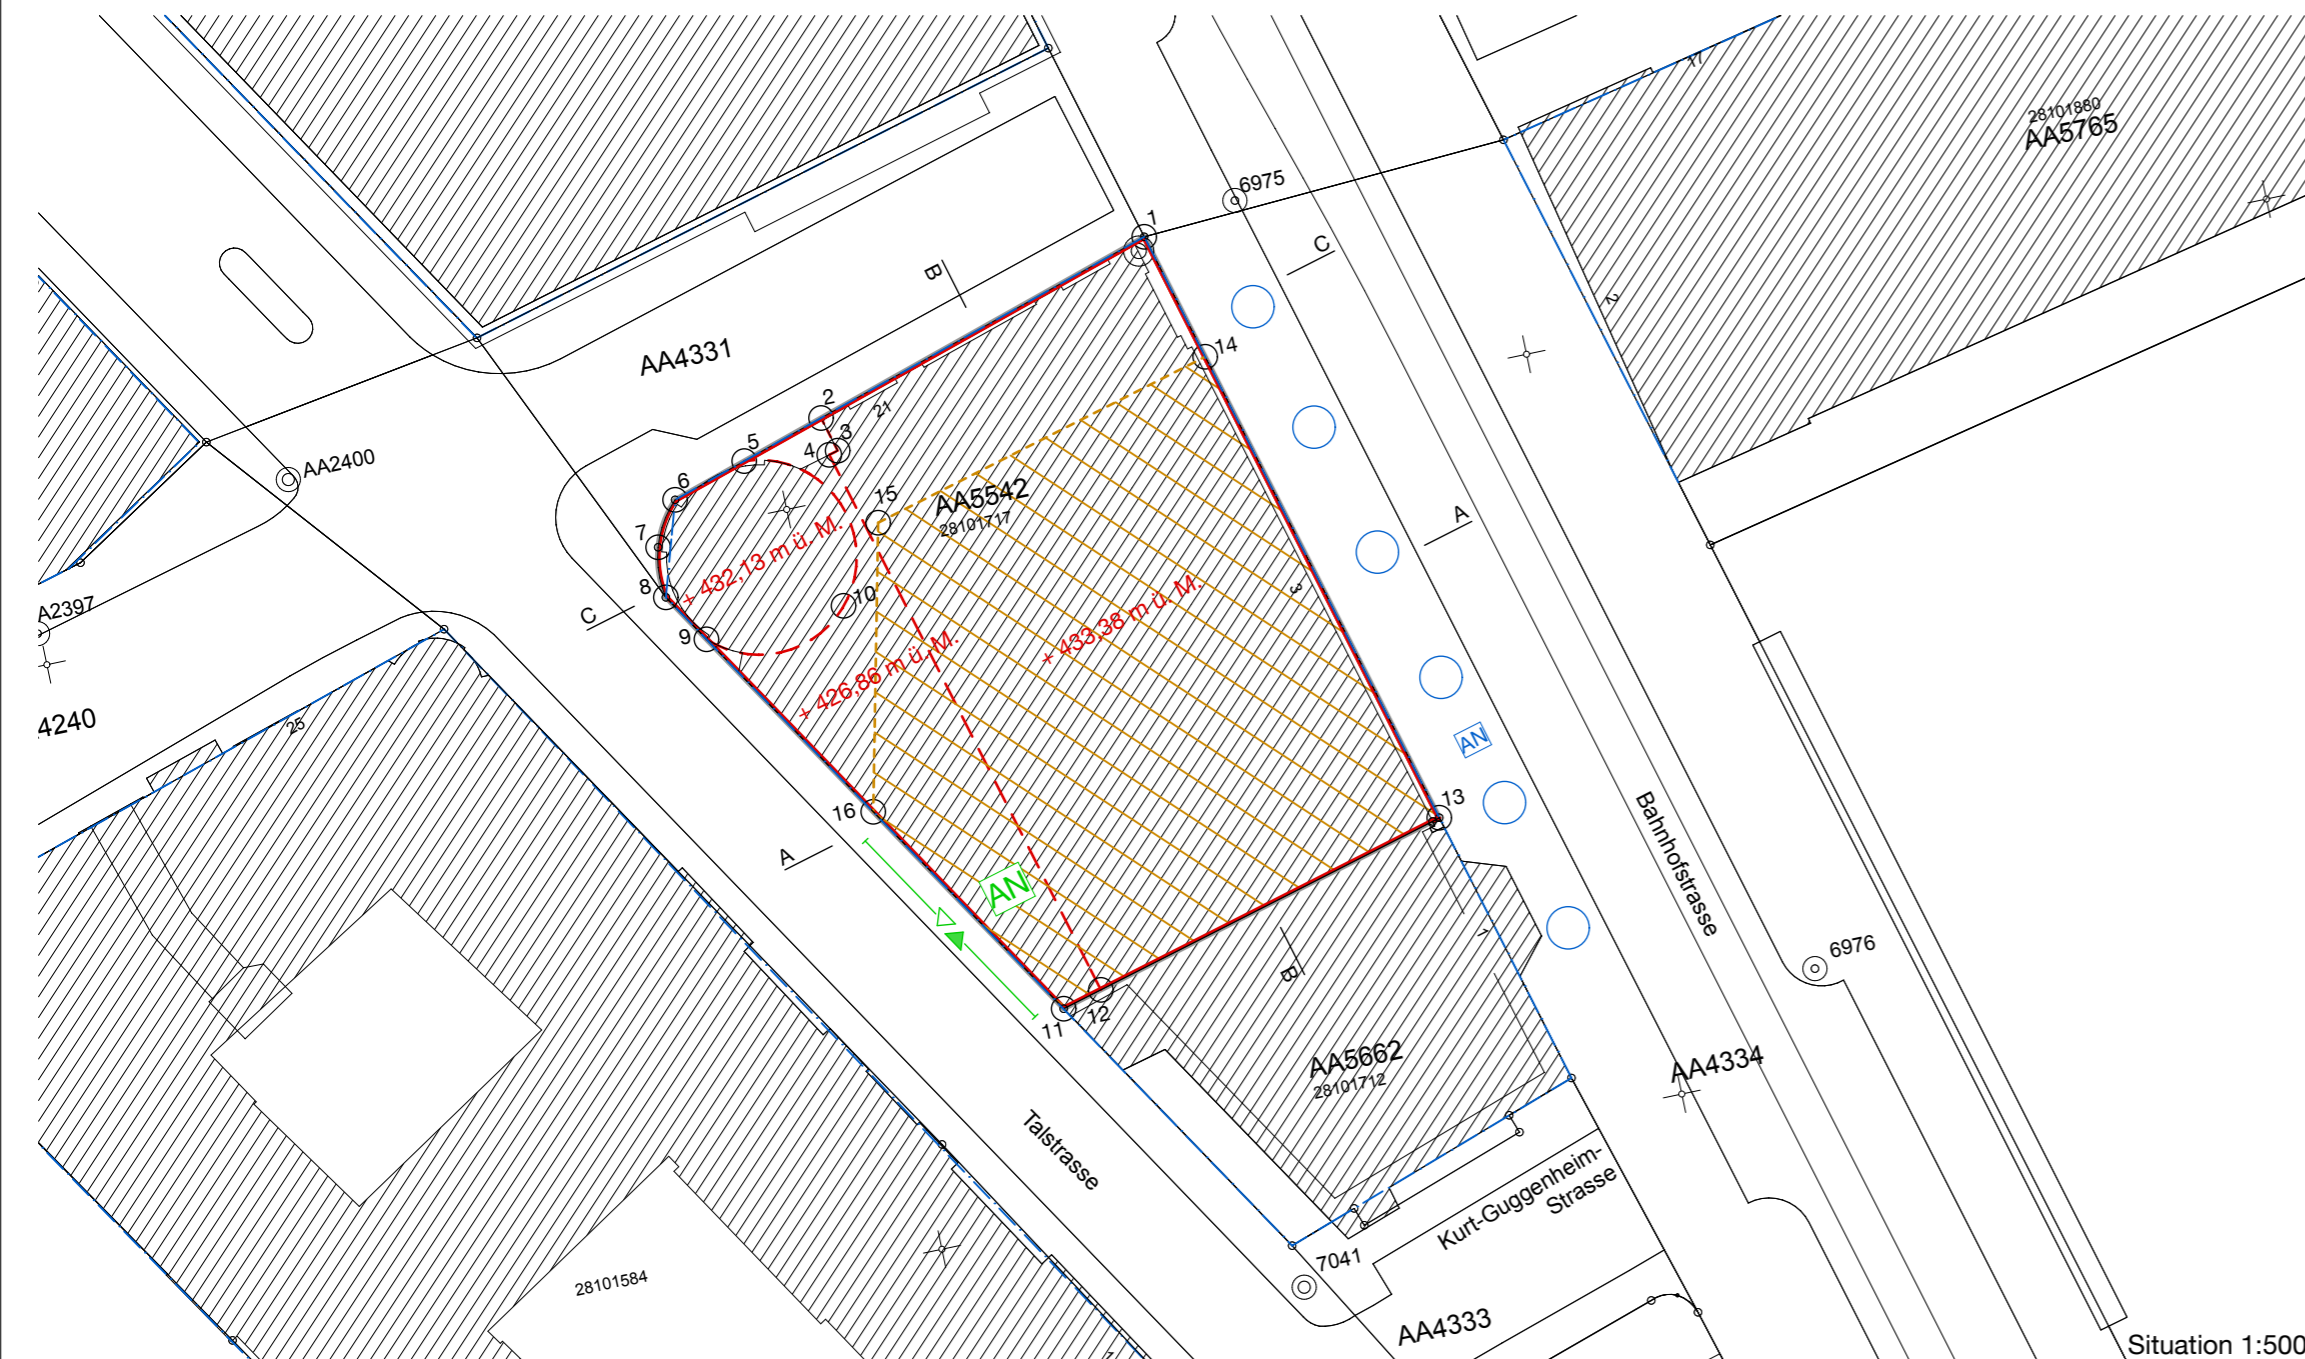 17
28101880
AA5765
6975
1
C
B
2
14
AA4331
2
21
5
4
3
AA2400
6
15
AA5542
28101717
A
7
+ 432,13 m ü. M.
8
10
3
+ 433,38 m ü. M.
A2397
C
9
+ 426,86 m ü. M.
4240
25
AN
13
16
Bahnhofstrasse
A
AN
1
6976
B
11
12
AA5662
28101712
AA4334
Talstrasse
Kurt-Guggenheim-
Strasse
7041
28101584
AA4333
1
Situation 1:500